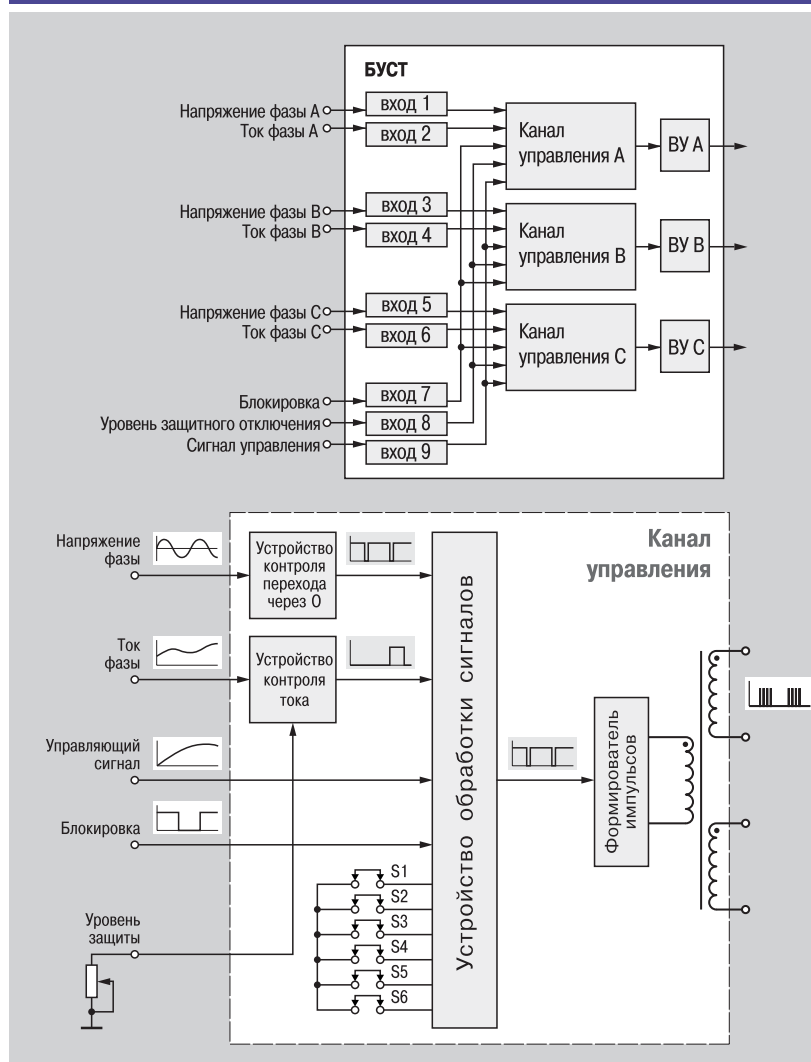 БУСТ
Напряжение фазы А
вход 1
Ток фазы А
вход 2
Канал
управления А
ВУ А
Напряжение фазы В
вход 3
Ток фазы В
вход 4
Канал
управления В
ВУ В
Напряжение фазы С
вход 5
Ток фазы С
вход 6
Канал
управления С
ВУ С
Блокировка
вход 7
Уровень защитного отключения
вход 8
Сигнал управления
вход 9
Канал
управления
Напряжение
фазы
Устройство
контроля
перехода
через 0
Ток
фазы
Устройство
контроля
тока
Управляющий
сигнал
Блокировка
Уровень
защиты
S1
S2
S3
S4
S5
S6
Устройство обработки сигналов
Формирователь
импульсов